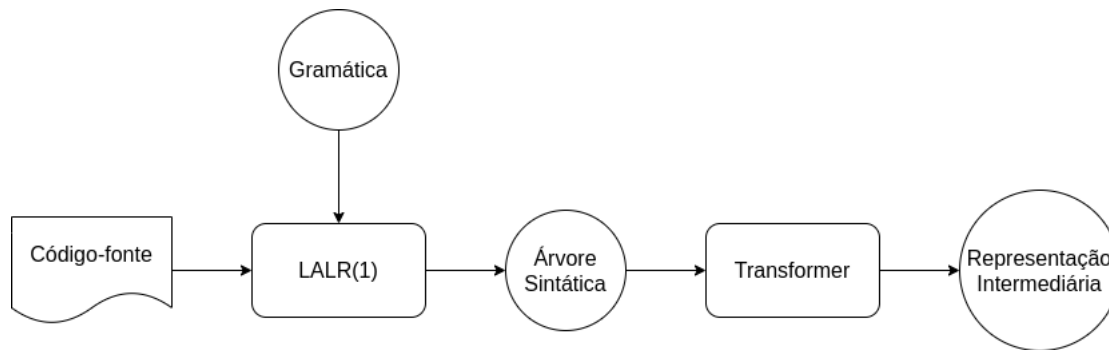 Gramática
Código-fonte
LALR(1)
Árvore
Sintática
Transformer
Representação
Intermediária